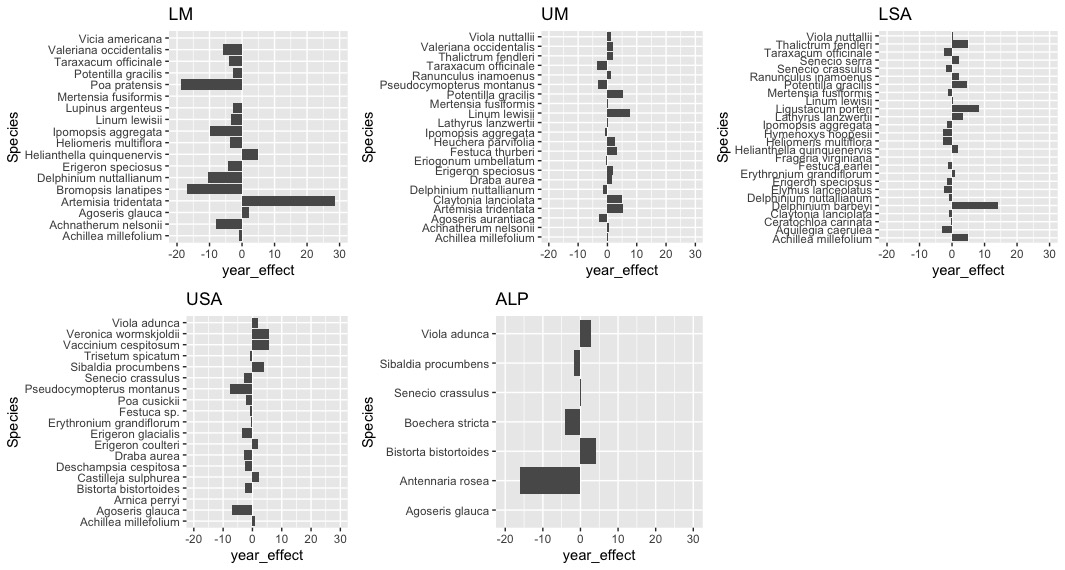 LM
Species
Vicia americana
Valeriana occidentalis
Taraxacum officinale
Potentilla gracilis
Poa pratensis
Mertensia fusiformis
Lupinus argenteus
Linum lewisii
Ipomopsis aggregata
Heliomeris multiflora
Helianthella quinquenervis
Erigeron speciosus
Delphinium nuttallianum
Bromopsis lanatipes
Artemisia tridentata
Agoseris glauca
Achnatherum nelsonii
Achillea millefolium
-20 -10 0 10 20 30
year_effect
UM
Species
Viola nuttallii
Valeriana occidentalis
Thalictrum fendleri
Taraxacum officinale
Ranunculus inamoenus
Pseudocymopterus montanus
Potentilla gracilis
Mertensia fusiformis
Linum lewisii
Lathyrus lanzwertii
Ipomopsis aggregata
Heuchera parvifolia
Festuca thurberi
Eriogonum umbellatum
Erigeron speciosus
Draba aurea
Delphinium nuttallianum
Claytonia lanciolata
Artemisia tridentata
Agoseris aurantiaca
Achnatherum nelsonii
Achillea millefolium
-20 -10 0 10 20 30
year_effect
LSA
Species
Viola nuttallii
Thalictrum fendleri
Taraxacum officinale
Senecio serra
Senecio crassulus
Ranunculus inamoenus
Potentilla gracilis
Mertensia fusiformis
Linum lewisii
Ligustacum porteri
Lathyrus lanzwertii
Ipomopsis aggregata
Hymenoxys hoopesii
Heliomeris multiflora
Helianthella quinquenervis
Frageria virginiana
Festuca earlei
Erythronium grandiflorum
Erigeron speciosus
Elymus lanceolatus
Delphinium nuttallianum
Delphinium barbeyi
Claytonia lanciolata
Ceratochloa carinata
Aquilegia caerulea
Achillea millefolium
-20 -10 0 10 20 30
year_effect
USA
Species
Viola adunca
Veronica wormskjoldii
Vaccinium cespitosum
Trisetum spicatum
Sibaldia procumbens
Senecio crassulus
Pseudocymopterus montanus
Poa cusickii
Festuca sp.
Erythronium grandiflorum
Erigeron glacialis
Erigeron coulteri
Draba aurea
Deschampsia cespitosa
Castilleja sulphurea
Bistorta bistortoides
Arnica perryi
Agoseris glauca
Achillea millefolium
-20 -10 0 10 20 30
year_effect
ALP
Species
Viola adunca
Sibaldia procumbens
Senecio crassulus
Boechera stricta
Bistorta bistortoides
Antennaria rosea
Agoseris glauca
-20 -10 0 10 20 30
year_effect